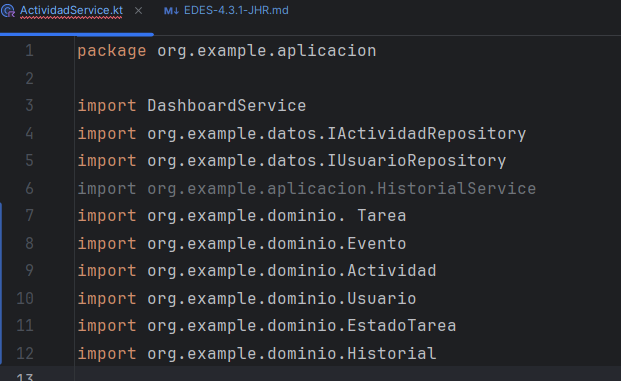 ActividadService.kt × M↓ EDES-4.3.1-JHR.md
1 package org.example.aplicacion
2
3 import DashboardService
4 import org.example.datos.IActividadRepository
5 import org.example.datos.IUsuarioRepository
6 import org.example.aplicacion.HistorialService
7 import org.example.dominio. Tarea
8 import org.example.dominio.Evento
9 import org.example.dominio.Actividad
10 import org.example.dominio.Usuario
11 import org.example.dominio.EstadoTarea
12 import org.example.dominio.Historial
13